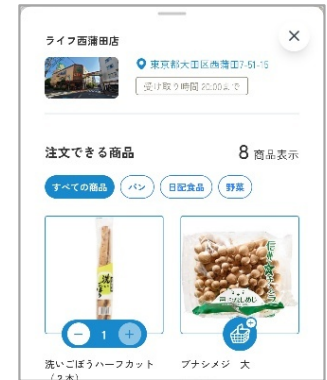 ライフ西蒲田店
東京都大田区西蒲田7-51-15
受け取り時間 20:00まで
注文できる商品
8 商品表示
すべての商品
パン
日配食品
野菜
1
洗いごぼうハーフカット
(2本)
ブナシメジ 大